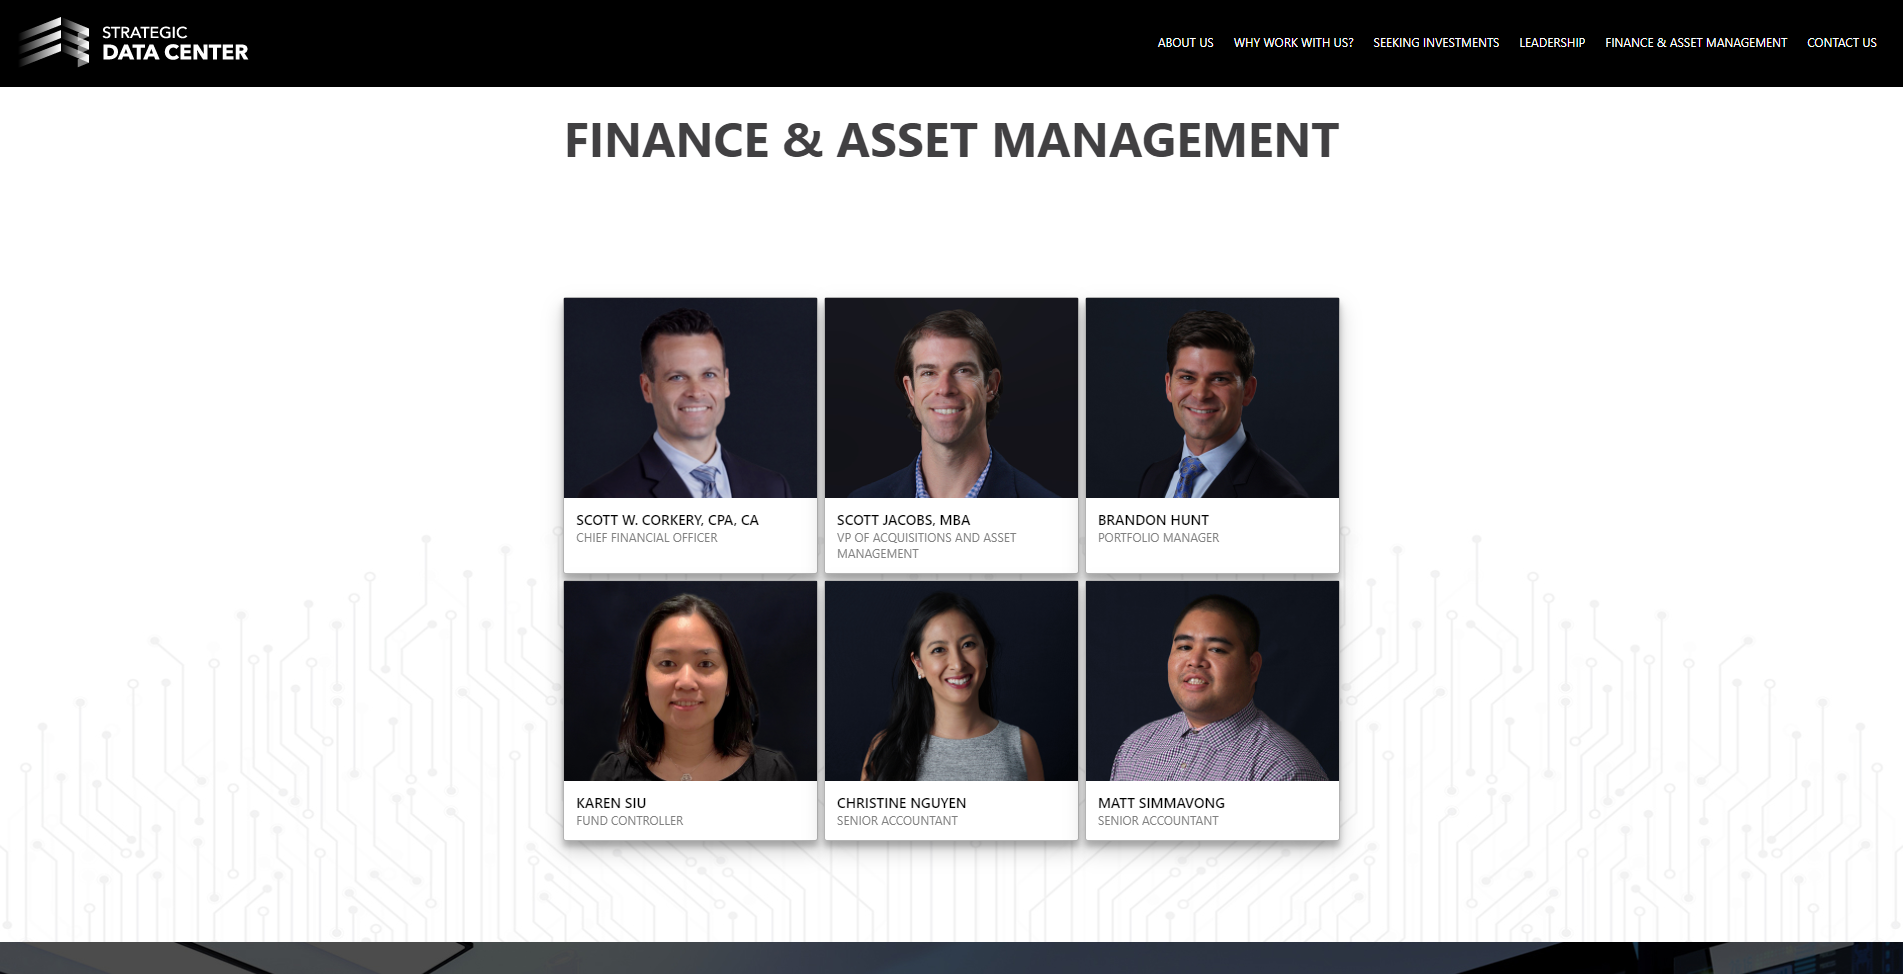 STRATEGIC
DATA CENTER
ABOUT US
WHY WORK WITH US?
SEEKING INVESTMENTS
LEADERSHIP
FINANCE & ASSET MANAGEMENT
CONTACT US
FINANCE & ASSET MANAGEMENT
SCOTT W. CORKERY, CPA, CA
CHIEF FINANCIAL OFFICER
SCOTT JACOBS, MBA
VP OF ACQUISITIONS AND ASSET
MANAGEMENT
BRANDON HUNT
PORTFOLIO MANAGER
KAREN SIU
FUND CONTROLLER
CHRISTINE NGUYEN
SENIOR ACCOUNTANT
MATT SIMMAVONG
SENIOR ACCOUNTANT